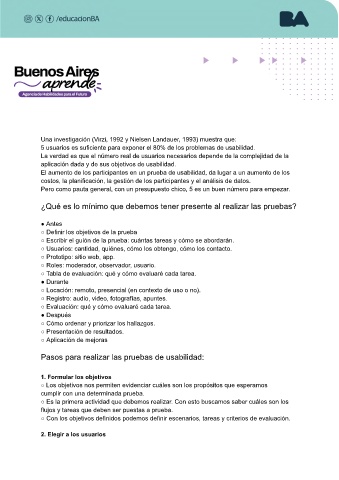 /educacionBA
BA
Buenos Aires
aprende
Agencia de Habilidades para el Futuro
Una investigación (Virzi, 1992 y Nielsen Landauer, 1993) muestra que:
5 usuarios es suficiente para exponer el 80% de los problemas de usabilidad.
La verdad es que el número real de usuarios necesarios depende de la complejidad de la
aplicación dada y de sus objetivos de usabilidad.
El aumento de los participantes en un prueba de usabilidad, da lugar a un aumento de los
costos, la planificación, la gestión de los participantes y el análisis de datos.
Pero como pauta general, con un presupuesto chico, 5 es un buen número para empezar.
¿Qué es lo mínimo que debemos tener presente al realizar las pruebas?
● Antes
○ Definir los objetivos de la prueba
○ Escribir el guión de la prueba: cuántas tareas y cómo se abordarán.
○ Usuarios: cantidad, quiénes, cómo los obtengo, cómo los contacto.
○ Prototipo: sitio web, app.
○ Roles: moderador, observador, usuario.
○ Tabla de evaluación: qué y cómo evaluaré cada tarea.
● Durante
○ Locación: remoto, presencial (en contexto de uso o no).
○ Registro: audio, video, fotografías, apuntes.
○ Evaluación: qué y cómo evaluaré cada tarea.
● Después
○ Cómo ordenar y priorizar los hallazgos.
○ Presentación de resultados.
○ Aplicación de mejoras
Pasos para realizar las pruebas de usabilidad:
1. Formular los objetivos
○ Los objetivos nos permiten evidenciar cuáles son los propósitos que esperamos
cumplir con una determinada prueba.
○ Es la primera actividad que debemos realizar. Con esto buscamos saber cuáles son los
flujos y tareas que deben ser puestas a prueba.
○ Con los objetivos definidos podemos definir escenarios, tareas y criterios de evaluación.
2. Elegir a los usuarios